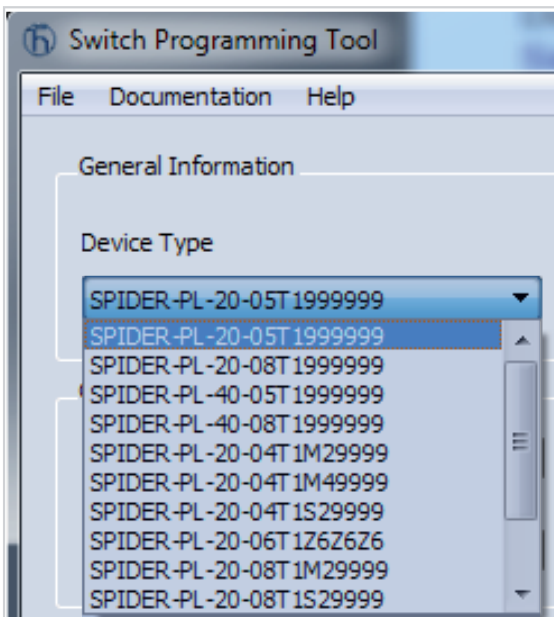 Switch Programming Tool
File Documentation Help
General Information
Device Type
SPIDER-PL-20-05T1999999
SPIDER-PL-20-05T1999999
SPIDER-PL-20-08T1999999
SPIDER-PL-40-05T1999999
SPIDER-PL-40-08T1999999
SPIDER-PL-20-04T1M29999
SPIDER-PL-20-04T1M49999
SPIDER-PL-20-04T1S29999
SPIDER-PL-20-06T1Z6Z6Z6
SPIDER-PL-20-08T1M29999
SPIDER-PL-20-08T1S29999